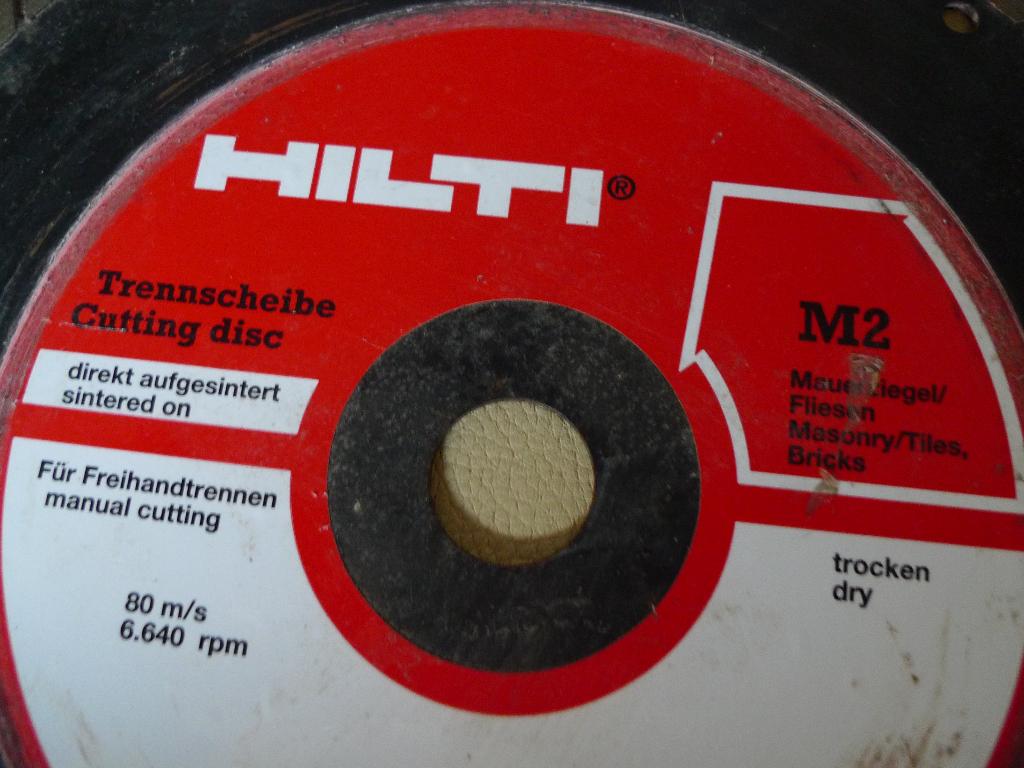 HILTI®
Trennscheibe
Cutting disc
direkt aufgesintert
sintered on
Für Freihandtrennen
manual cutting
80 m/s
6.640 rpm
M2
Mauerziegel/
Fliesen
Masonry/Tiles,
Bricks
trocken
dry